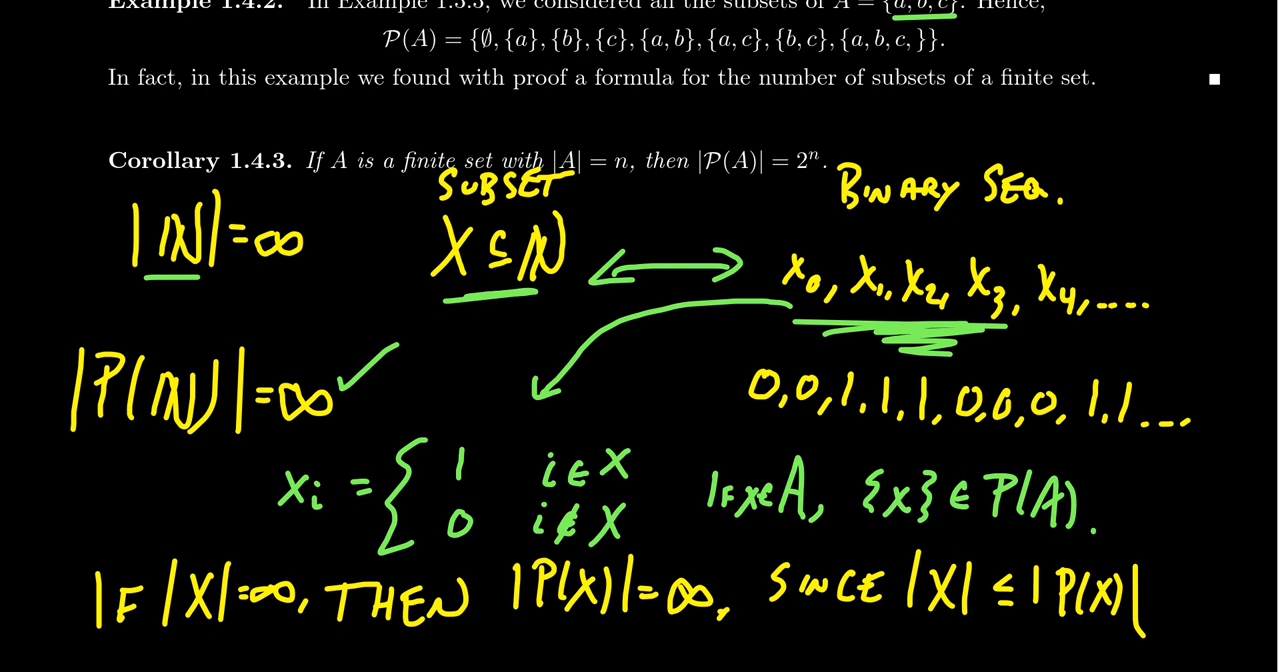 Example 1.4.2. In Example 1.3.3, we considered all the subsets of A = {a, b, c}. Hence,
P(A) = {∅, {a}, {b}, {c}, {a, b}, {a, c}, {b, c}, {a, b, c, }}.
In fact, in this example we found with proof a formula for the number of subsets of a finite set.
Corollary 1.4.3. If A is a finite set with |A| = n, then |P(A)| = 2ⁿ.
SUBSET
BINARY SEQ.
|ℕ| = ∞
X ⊆ ℕ
x₀, x₁, x₂, x₃, x₄, ....
|P(ℕ)| = ∞
0,0,1,1,1,0,0,0,1,1...
xᵢ = { 1 i ∈ X
0 i ∉ X
IF x∈A, {x} ∈ P(A).
IF |X|=∞, THEN |P(X)|=∞, SINCE |X| ≤ |P(X)|